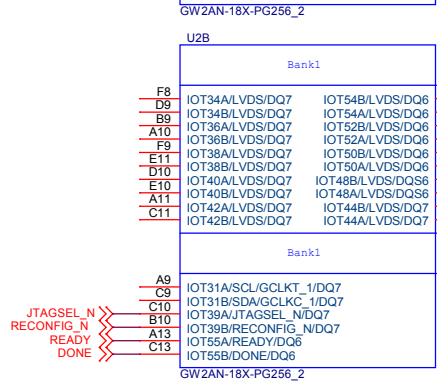 GW2AN-18X-PG256_2
U2B
Bank1
F8 IOT34A/LVDS/DQ7 IOT54B/LVDS/DQ6
D9 IOT34B/LVDS/DQ7 IOT54A/LVDS/DQ6
B9 IOT36A/LVDS/DQ7 IOT52B/LVDS/DQ6
A10 IOT36B/LVDS/DQ7 IOT52A/LVDS/DQ6
F9 IOT38A/LVDS/DQ7 IOT50B/LVDS/DQ6
E11 IOT38B/LVDS/DQ7 IOT50A/LVDS/DQ6
D10 IOT40A/LVDS/DQ7 IOT48B/LVDS/DQS6
E10 IOT40B/LVDS/DQ7 IOT48A/LVDS/DQS6
A11 IOT42A/LVDS/DQ7 IOT44B/LVDS/DQ7
C11 IOT42B/LVDS/DQ7 IOT44A/LVDS/DQ7
Bank1
A9 IOT31A/SCL/GCLKT_1/DQ7
C9 IOT31B/SDA/GCLKC_1/DQ7
JTAGSEL_N C10 IOT39A/JTAGSEL_N/DQ7
RECONFIG_N B10 IOT39B/RECONFIG_N/DQ7
READY A13 IOT55A/READY/DQ6
DONE C13 IOT55B/DONE/DQ6
GW2AN-18X-PG256_2